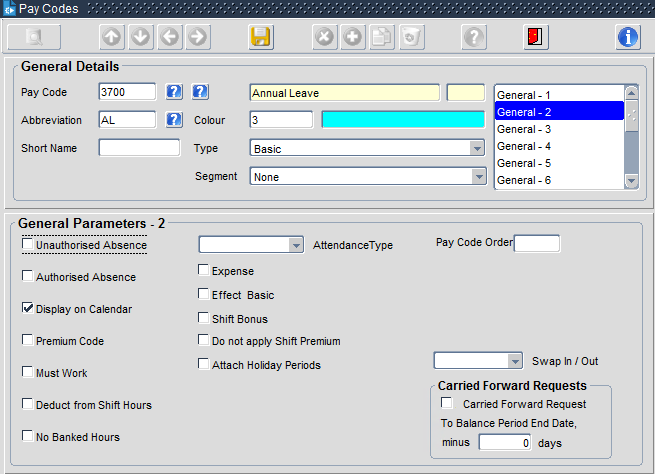 Pay Codes
General Details
Pay Code 3700 ? ? Annual Leave
Abbreviation AL ? Colour 3
Short Name Type Basic
Segment None
General - 1
General - 2
General - 3
General - 4
General - 5
General - 6
General Parameters - 2
Unauthorised Absence
Authorised Absence
Display on Calendar
Premium Code
Must Work
Deduct from Shift Hours
No Banked Hours
AttendanceType
Expense
Effect Basic
Shift Bonus
Do not apply Shift Premium
Attach Holiday Periods
Pay Code Order
Swap In / Out
Carried Forward Requests
Carried Forward Request
To Balance Period End Date,
minus 0 days